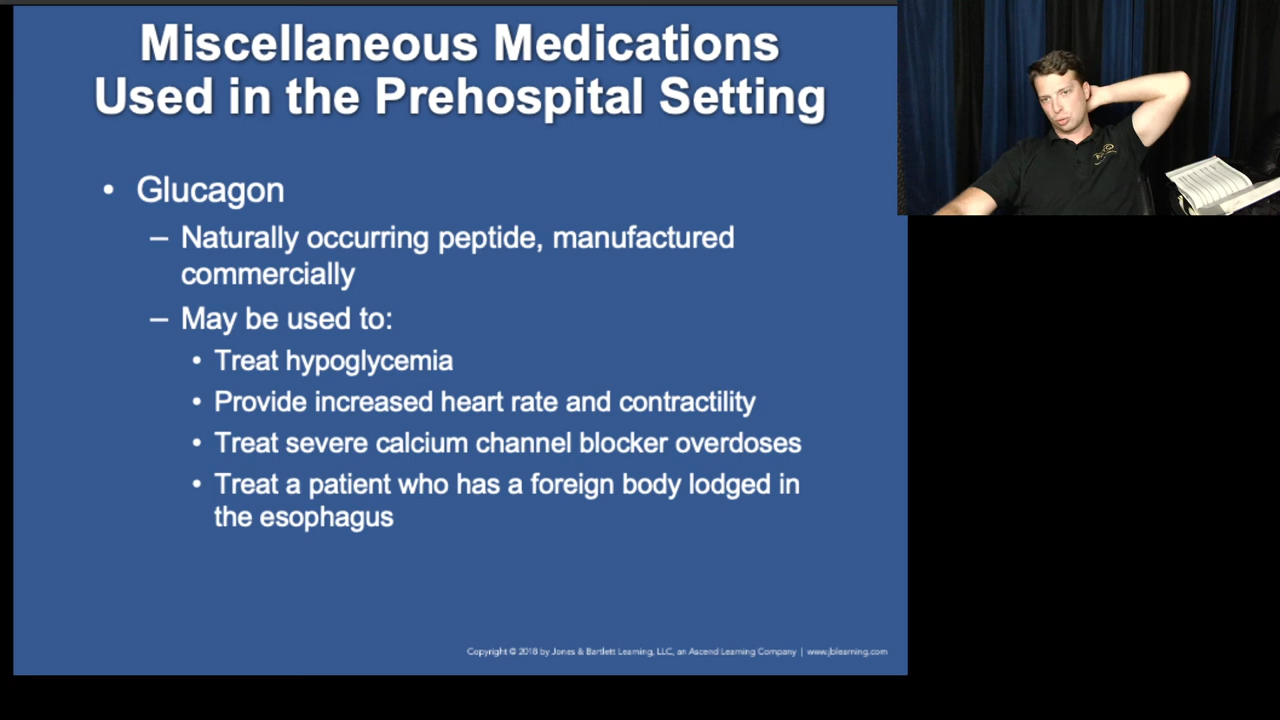 Miscellaneous Medications
Used in the Prehospital Setting
• Glucagon
– Naturally occurring peptide, manufactured
commercially
– May be used to:
• Treat hypoglycemia
• Provide increased heart rate and contractility
• Treat severe calcium channel blocker overdoses
• Treat a patient who has a foreign body lodged in
the esophagus
Copyright © 2018 by Jones & Bartlett Learning, LLC, an Ascend Learning Company | www.jblearning.com